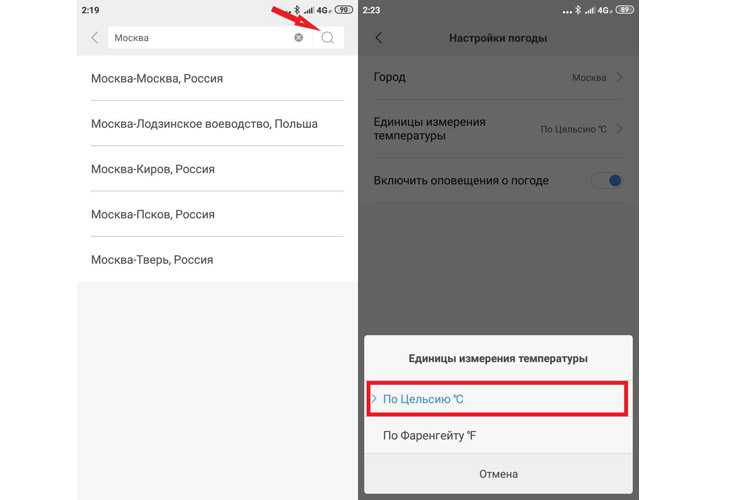 2:19
4G
90
Москва
Москва-Москва, Россия
Москва-Лодзинское воеводство, Польша
Москва-Киров, Россия
Москва-Псков, Россия
Москва-Тверь, Россия
2:23
4G
89
Настройки погоды
Город
Москва
Единицы измерения
температуры
По Цельсию °C
Включить оповещения о погоде
Единицы измерения температуры
По Цельсию °C
По Фаренгейту °F
Отмена